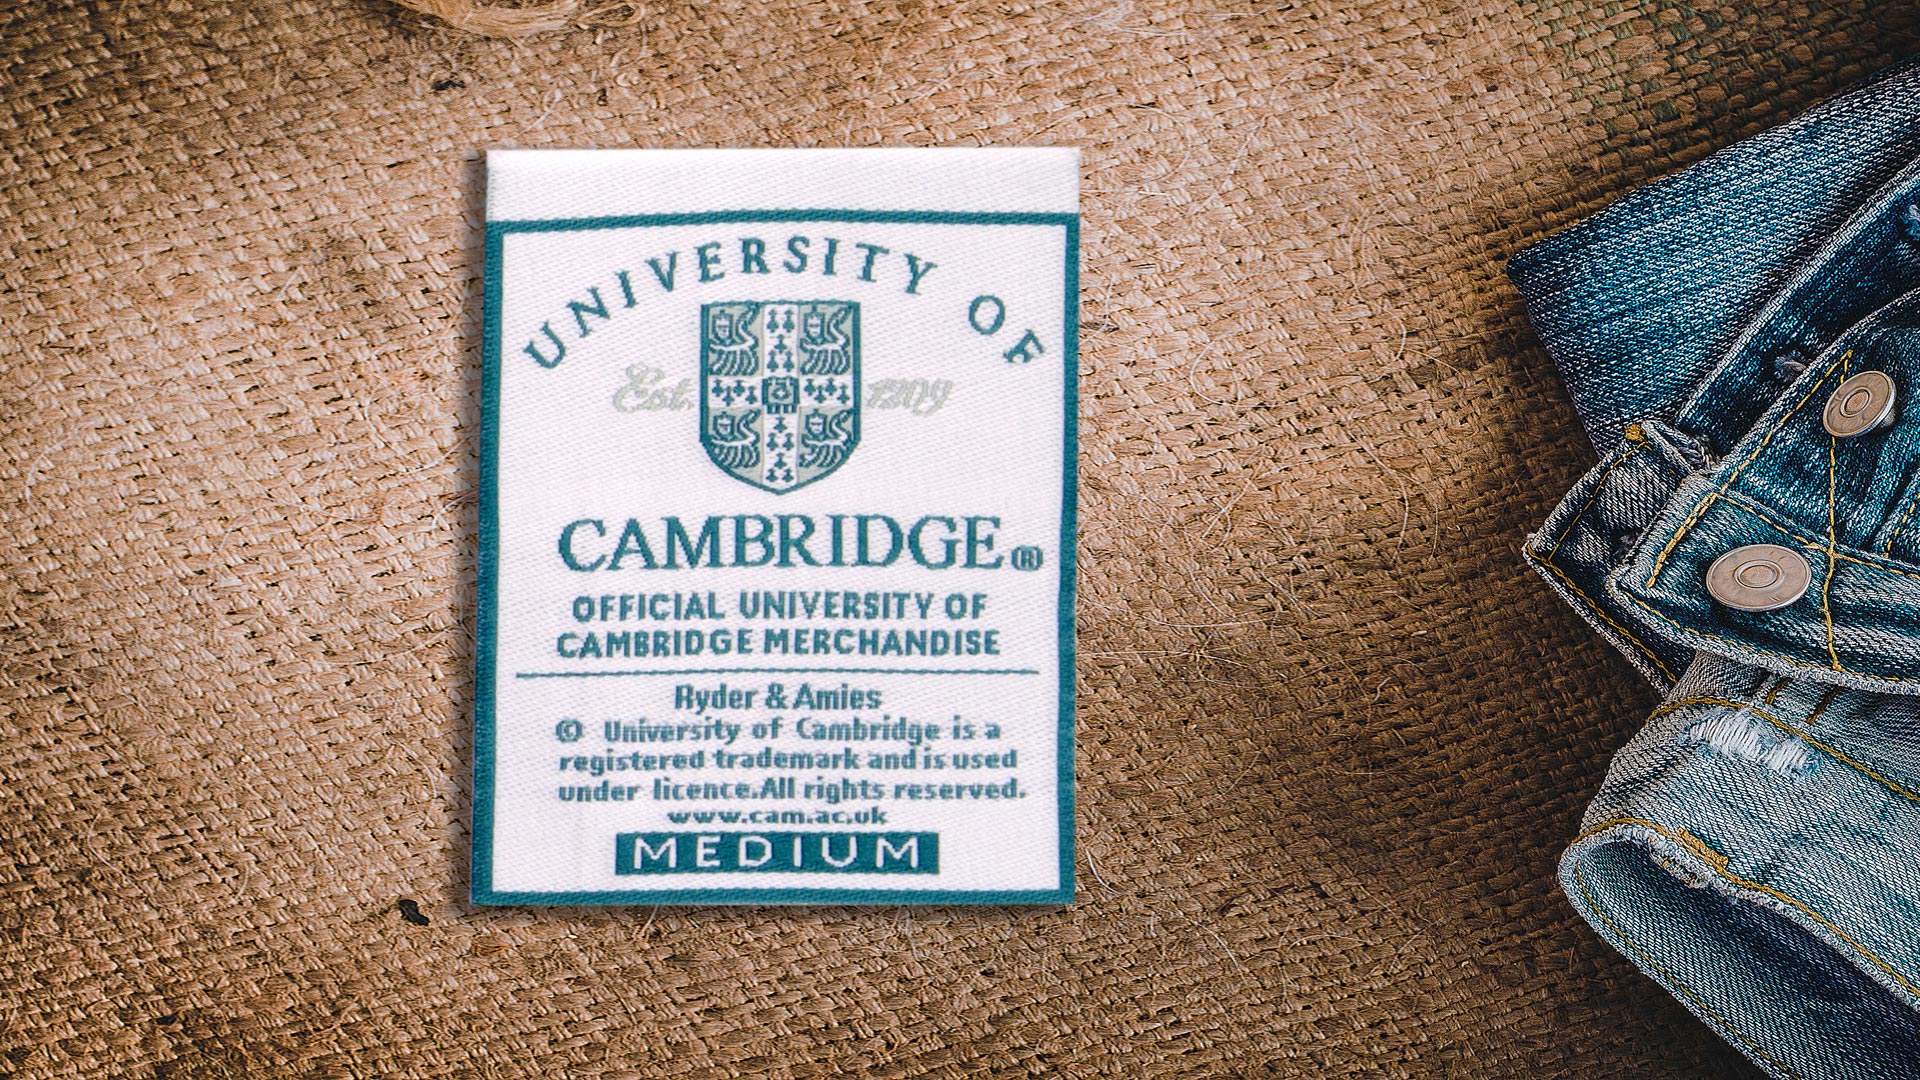 UNIVERSITY OF
Est. 1209
CAMBRIDGE®
OFFICIAL UNIVERSITY OF
CAMBRIDGE MERCHANDISE
Ryder & Amies
© University of Cambridge is a
registered trademark and is used
under licence.All rights reserved.
www.cam.ac.uk
MEDIUM